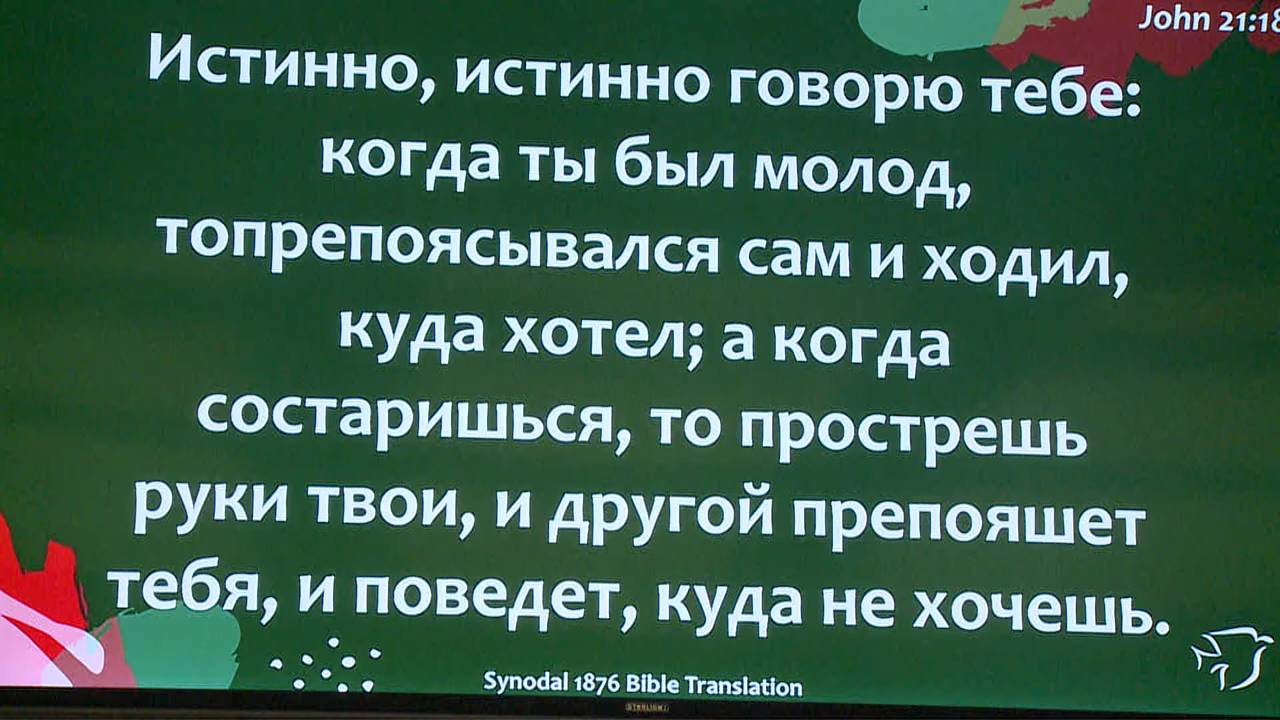 John 21:18
Истинно, истинно говорю тебе:
когда ты был молод,
топрепоясывался сам и ходил,
куда хотел; а когда
состаришься, то прострешь
руки твои, и другой препояшет
тебя, и поведет, куда не хочешь.
Synodal 1876 Bible Translation
STARLIGHT